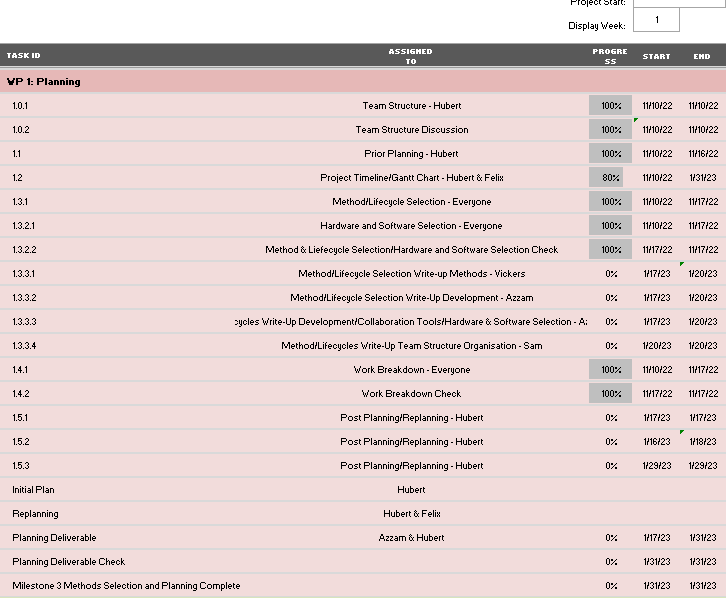 Project Start:
Display Week: 1
TASK ID ASSIGNED TO PROGRESS START END
WP 1: Planning
1.0.1 Team Structure - Hubert 100% 11/10/22 11/10/22
1.0.2 Team Structure Discussion 100% 11/10/22 11/10/22
1.1 Prior Planning - Hubert 100% 11/10/22 11/16/22
1.2 Project Timeline/Gantt Chart - Hubert & Felix 80% 11/10/22 1/31/23
1.3.1 Method/Lifecycle Selection - Everyone 100% 11/10/22 11/17/22
1.3.2.1 Hardware and Software Selection - Everyone 100% 11/10/22 11/17/22
1.3.2.2 Method & Liefecycle Selection/Hardware and Software Selection Check 100% 11/17/22 11/17/22
1.3.3.1 Method/Lifecycle Selection Write-up Methods - Vickers 0% 1/17/23 1/20/23
1.3.3.2 Method/Lifecycle Selection Write-Up Development - Azzam 0% 1/17/23 1/20/23
1.3.3.3 cycles Write-Up Development/Collaboration Tools/Hardware & Software Selection - A 0% 1/17/23 1/20/23
1.3.3.4 Method/Lifecycles Write-Up Team Structure Organisation - Sam 0% 1/20/23 1/20/23
1.4.1 Work Breakdown - Everyone 100% 11/10/22 11/17/22
1.4.2 Work Breakdown Check 100% 11/17/22 11/17/22
1.5.1 Post Planning/Replanning - Hubert 0% 1/17/23 1/17/23
1.5.2 Post Planning/Replanning - Hubert 0% 1/16/23 1/18/23
1.5.3 Post Planning/Replanning - Hubert 0% 1/29/23 1/29/23
Initial Plan Hubert
Replanning Hubert & Felix
Planning Deliverable Azzam & Hubert 0% 1/17/23 1/31/23
Planning Deliverable Check 0% 1/31/23 1/31/23
Milestone 3 Methods Selection and Planning Complete 0% 1/31/23 1/31/23